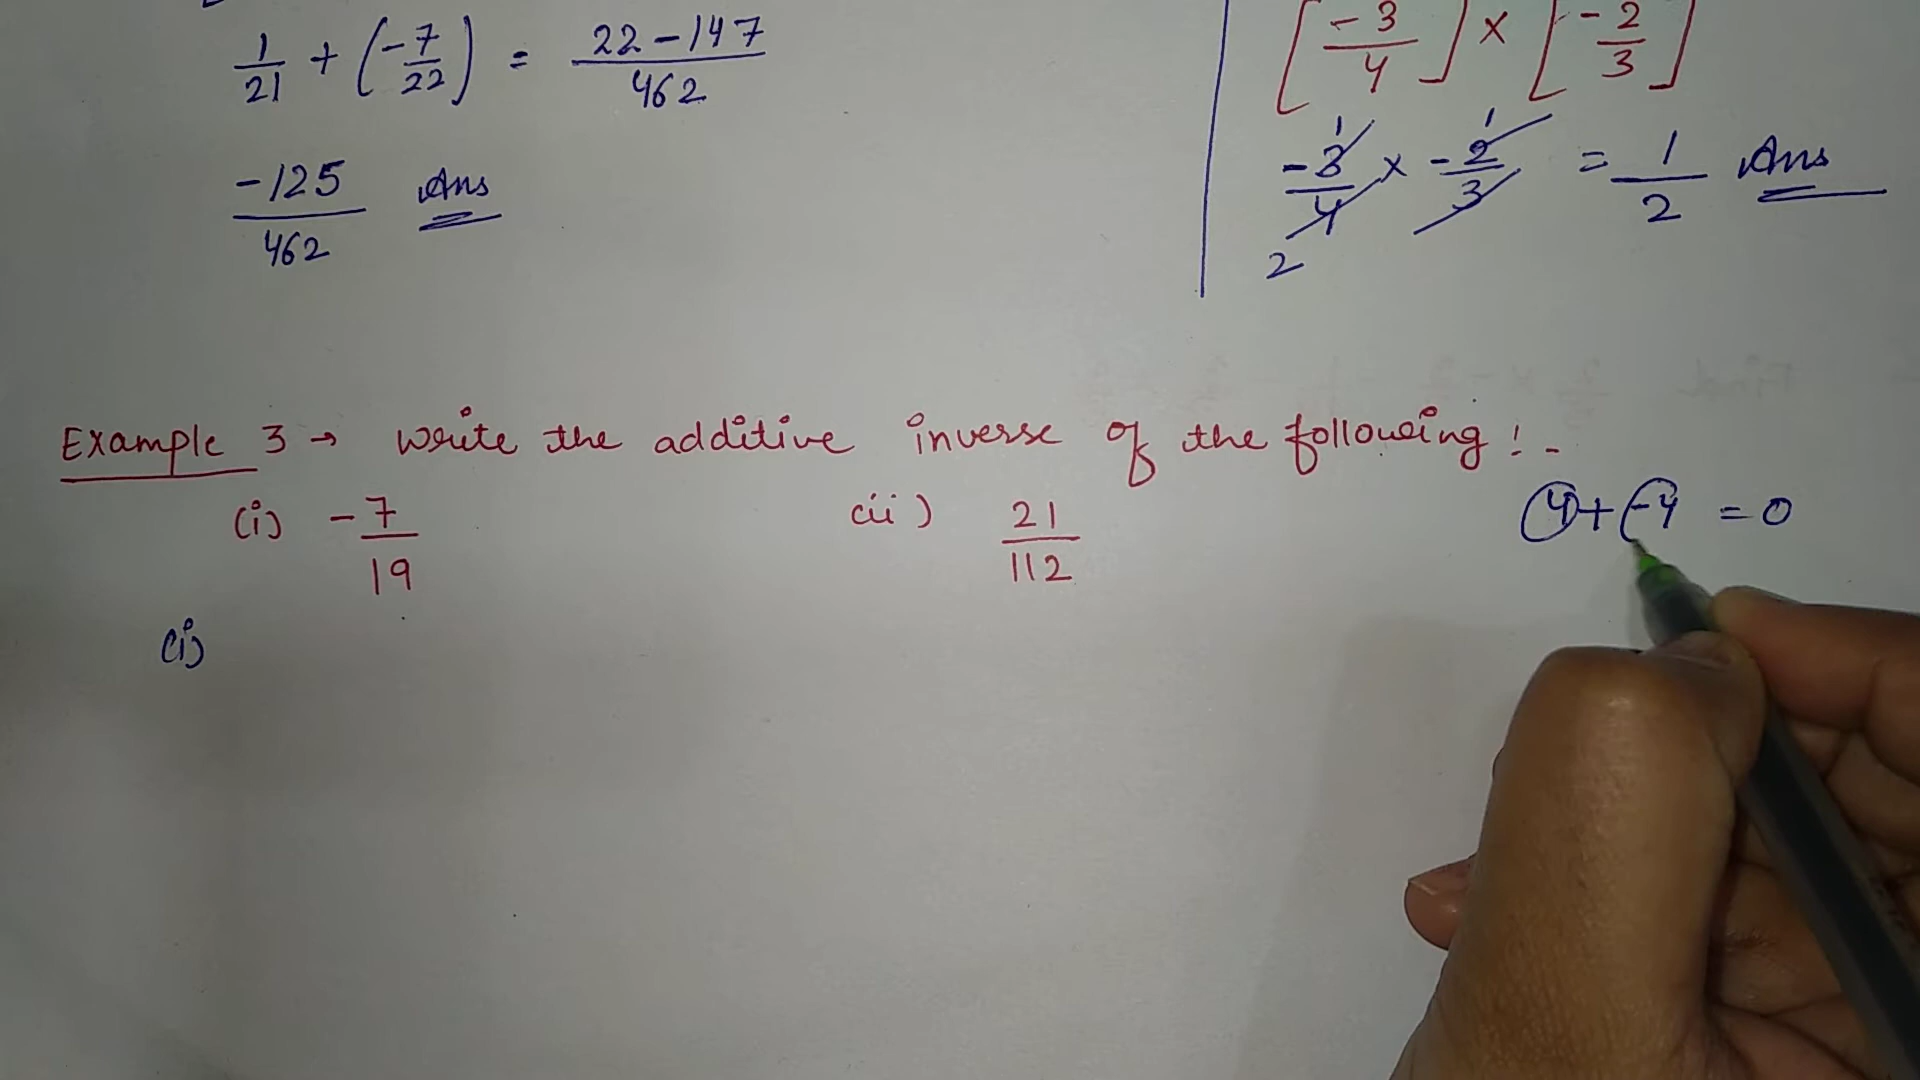 1/21 + (-7/22) = 22-147/462
-125/462 Ans
[-3/4] × [-2/3]
-3/4 × -2/3 = 1/2 Ans
1 1
2
Example 3 → Write the additive inverse of the following :-
(i) -7/19 (ii) 21/112
4 + -4 = 0
(i)